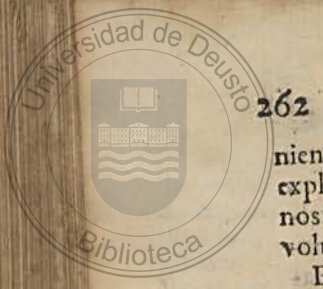 Universidad de Deusto
Biblioteca
262
nien
expl
nos
volu